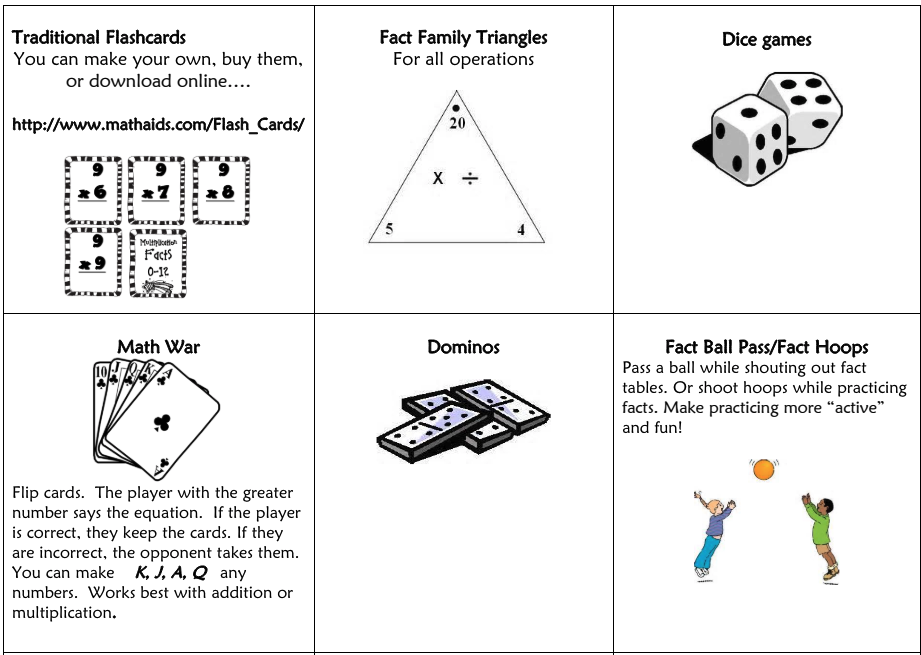 Traditional Flashcards
You can make your own, buy them,
or download online....
http://www.mathaids.com/Flash_Cards/
9
x 6
9
x 7
9
x 8
9
x 9
Multiplication
Facts
0-12
Fact Family Triangles
For all operations
20
X ÷
5 4
Dice games
Math War
10 J Q K A
A
Flip cards. The player with the greater
number says the equation. If the player
is correct, they keep the cards. If they
are incorrect, the opponent takes them.
You can make K, J, A, Q any
numbers. Works best with addition or
multiplication.
Dominos
Fact Ball Pass/Fact Hoops
Pass a ball while shouting out fact
tables. Or shoot hoops while practicing
facts. Make practicing more “active”
and fun!